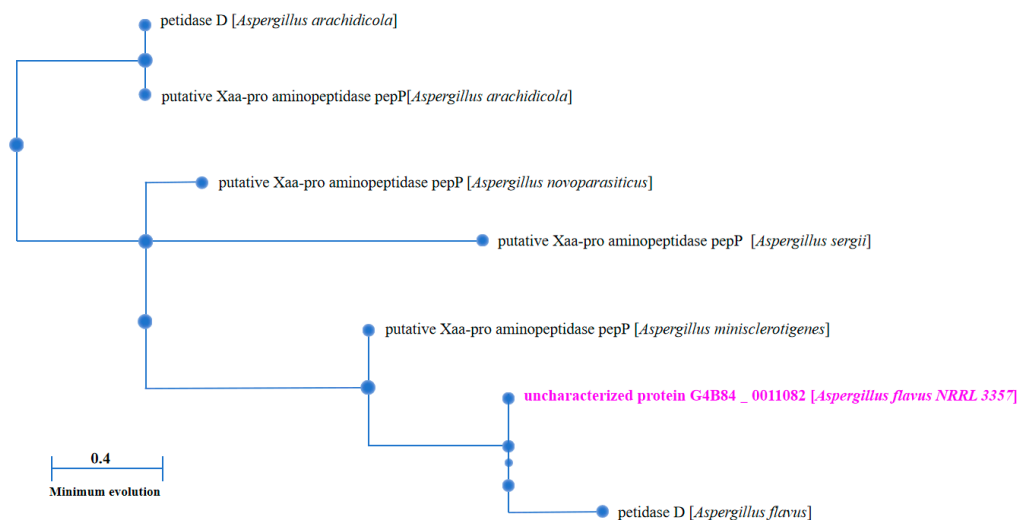 petidase D [Aspergillus arachidicola]
putative Xaa-pro aminopeptidase pepP[Aspergillus arachidicola]
putative Xaa-pro aminopeptidase pepP [Aspergillus novoparasiticus]
putative Xaa-pro aminopeptidase pepP [Aspergillus sergii]
putative Xaa-pro aminopeptidase pepP [Aspergillus minisclerotigenes]
uncharacterized protein G4B84 _ 0011082 [Aspergillus flavus NRRL 3357]
0.4
Minimum evolution
petidase D [Aspergillus flavus]